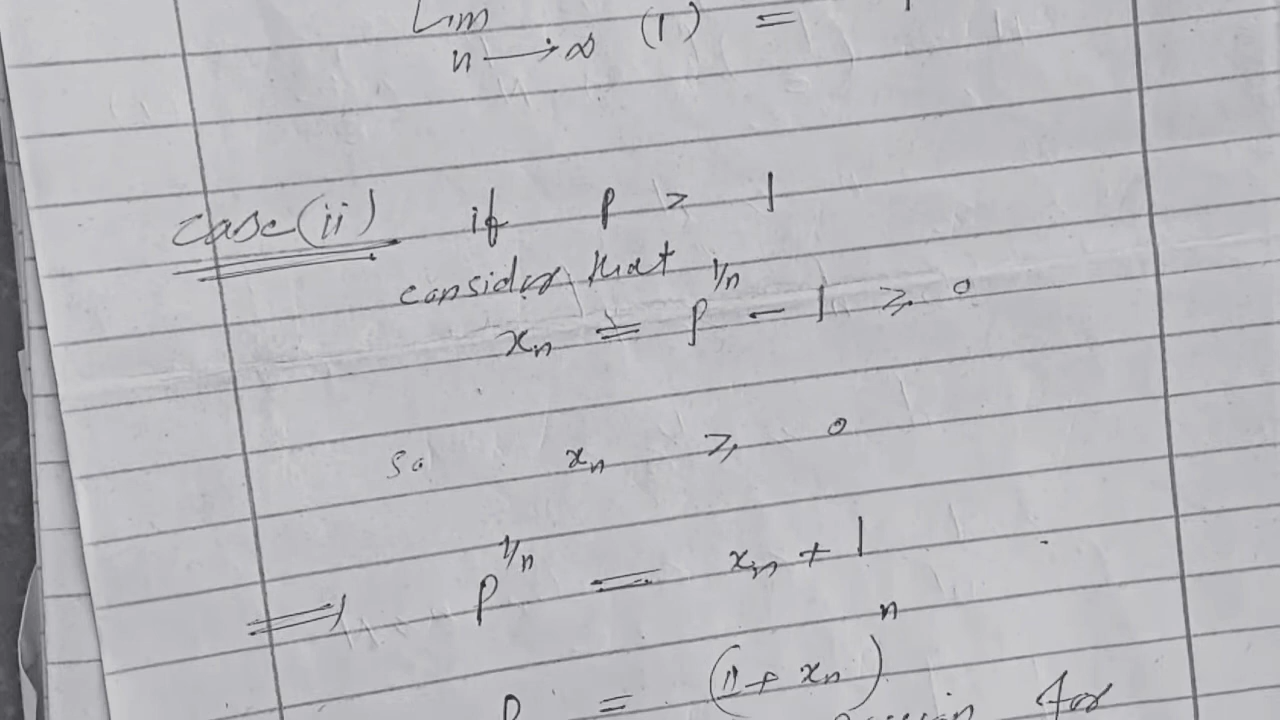 Lim
n → ∞ (1) =
case(ii) if p > 1
consider that
xₙ = p^1/n - 1 ≥ 0
So xₙ ≥ 0
⟹ p^1/n = xₙ + 1
p = (1 + xₙ)^n
for